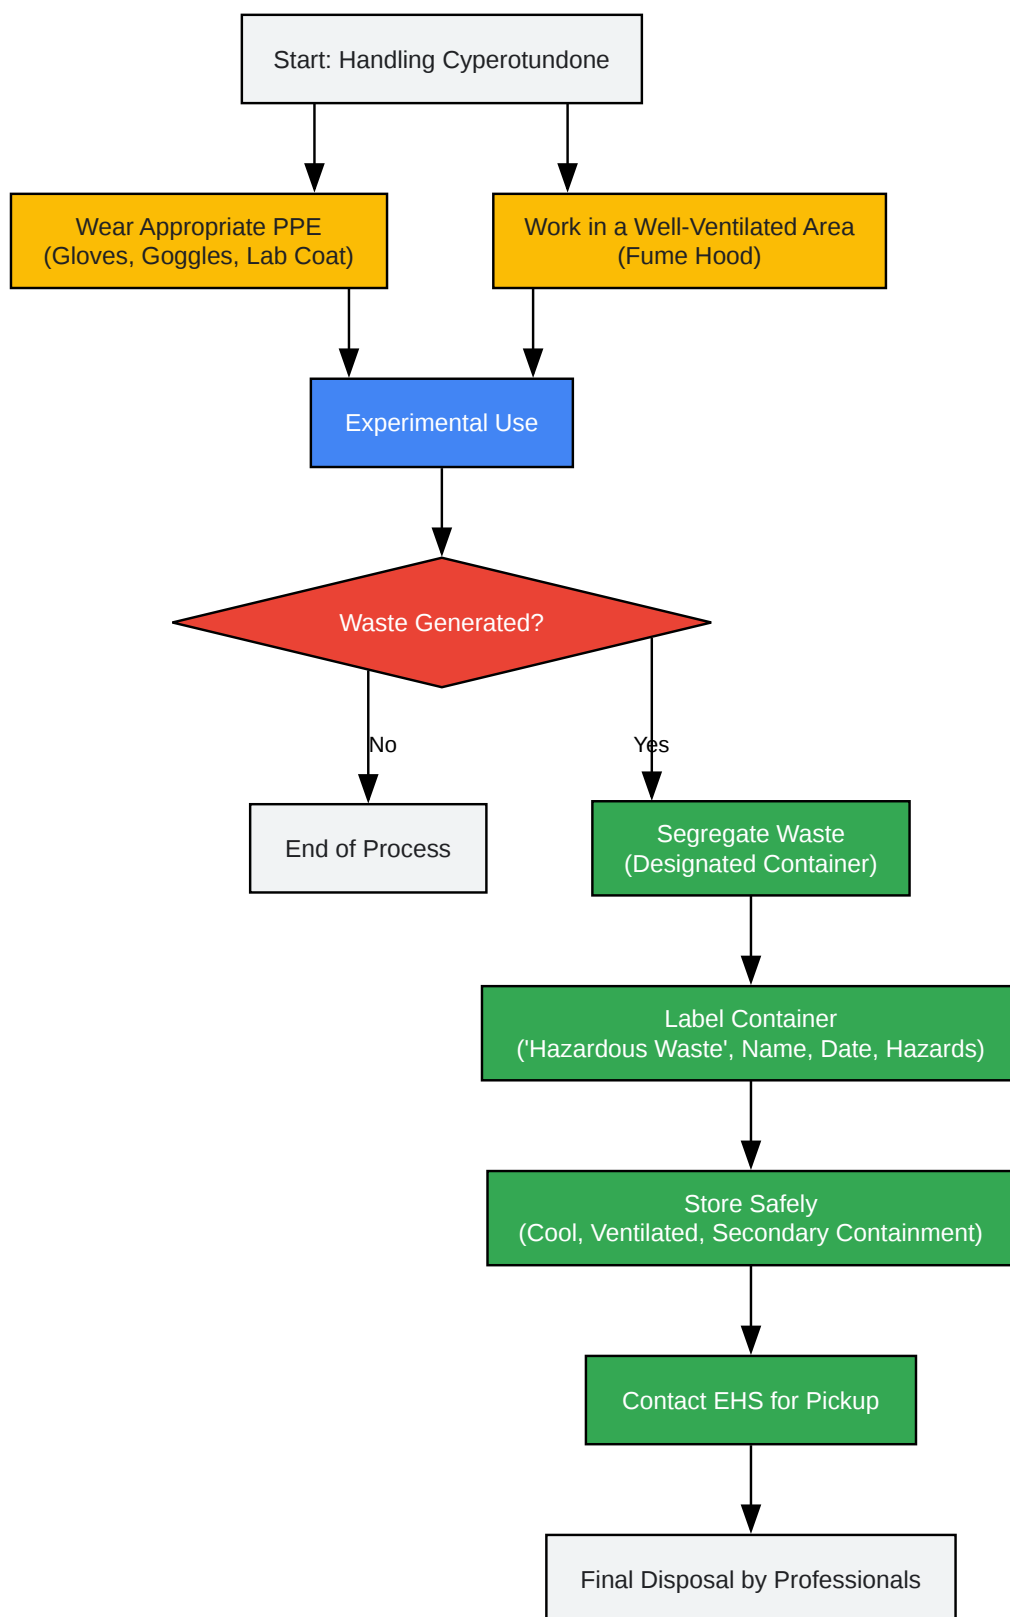 Start: Handling Cyperotundone
Wear Appropriate PPE
(Gloves, Goggles, Lab Coat)
Work in a Well-Ventilated Area
(Fume Hood)
Experimental Use
Waste Generated?
No
Yes
End of Process
Segregate Waste
(Designated Container)
Label Container
('Hazardous Waste', Name, Date, Hazards)
Store Safely
(Cool, Ventilated, Secondary Containment)
Contact EHS for Pickup
Final Disposal by Professionals